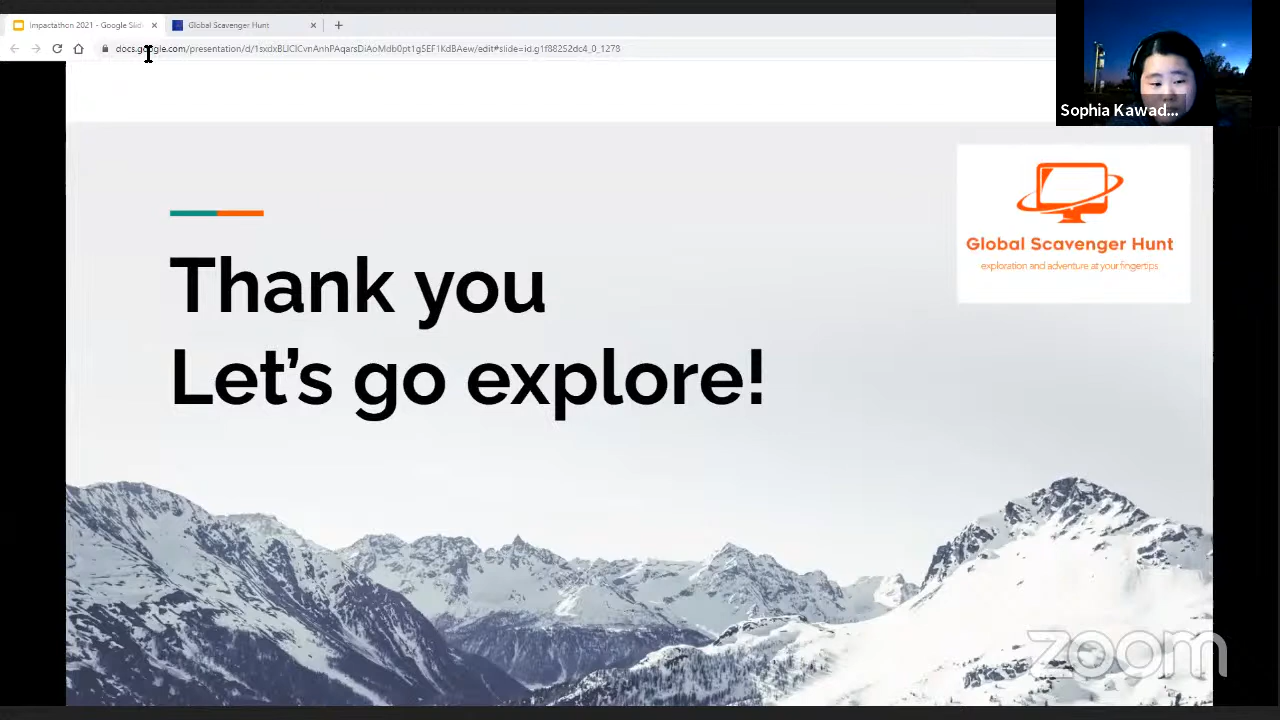 Impactathon 2021 - Google Slid
Global Scavenger Hunt
Sophia Kawad...
Global Scavenger Hunt
exploration and adventure at your fingertips
Thank you
Let's go explore!
zoom